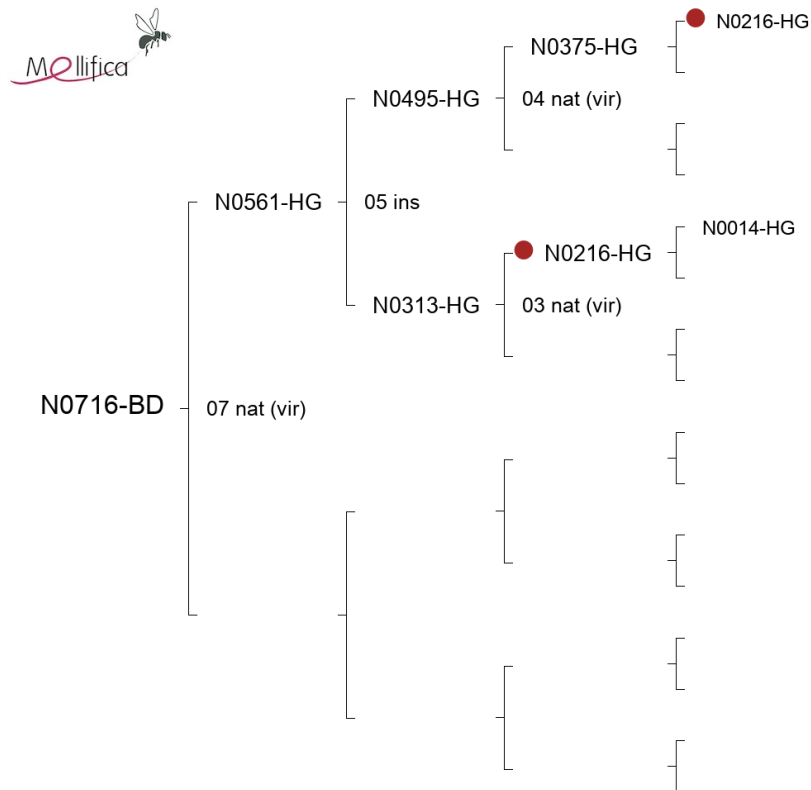 Mellifica
N0216-HG
N0375-HG
N0495-HG
04 nat (vir)
N0561-HG
05 ins
N0014-HG
N0216-HG
N0313-HG
03 nat (vir)
N0716-BD
07 nat (vir)